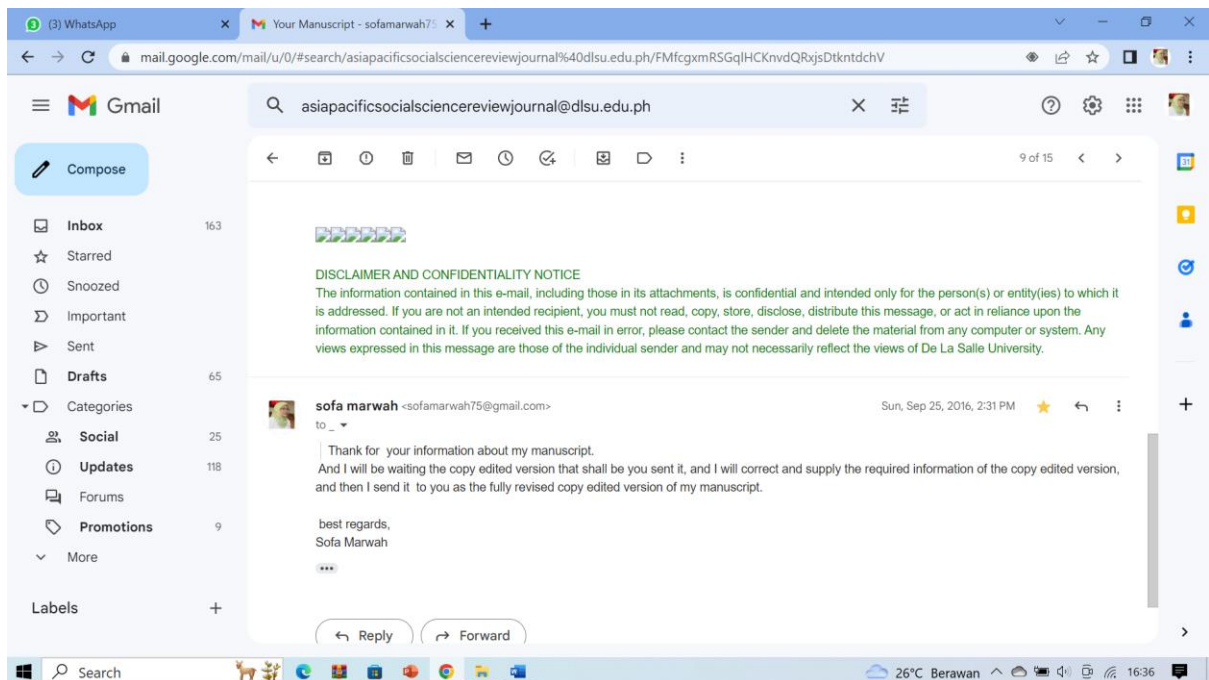 (3) WhatsApp
Your Manuscript - sofamarwah75
mail.google.com/mail/u/0/#search/asiapacificsocialsciencereviewjournal%40dlsu.edu.ph/FMfcgxmRSGqlHCKnvdQRxjsDtkntdchV
Gmail
asiapacificsocialsciencereviewjournal@dlsu.edu.ph
Compose
9 of 15
31
Inbox 163
Starred
Snoozed
Important
Sent
Drafts 65
Categories
Social 25
Updates 118
Forums
Promotions 9
More
Labels
DISCLAIMER AND CONFIDENTIALITY NOTICE
The information contained in this e-mail, including those in its attachments, is confidential and intended only for the person(s) or entity(ies) to which it
is addressed. If you are not an intended recipient, you must not read, copy, store, disclose, distribute this message, or act in reliance upon the
information contained in it. If you received this e-mail in error, please contact the sender and delete the material from any computer or system. Any
views expressed in this message are those of the individual sender and may not necessarily reflect the views of De La Salle University.
sofa marwah <sofamarwah75@gmail.com> Sun, Sep 25, 2016, 2:31 PM
to _
Thank for your information about my manuscript.
And I will be waiting the copy edited version that shall be you sent it, and I will correct and supply the required information of the copy edited version,
and then I send it to you as the fully revised copy edited version of my manuscript.
best regards,
Sofa Marwah
Reply Forward
Search
26°C Berawan 16:36